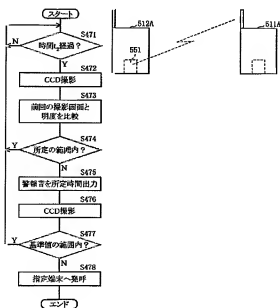 スタート
S471
時間t₂経過？
N
Y
S472
CCD撮影
S473
前回の撮影画面と
明度を比較
S474
所定の範囲内？
Y
N
S475
警報音を所定時間出力
S476
CCD撮影
S477
基準値の範囲内？
Y
N
S478
指定端末へ発呼
エンド
512A
551
511A